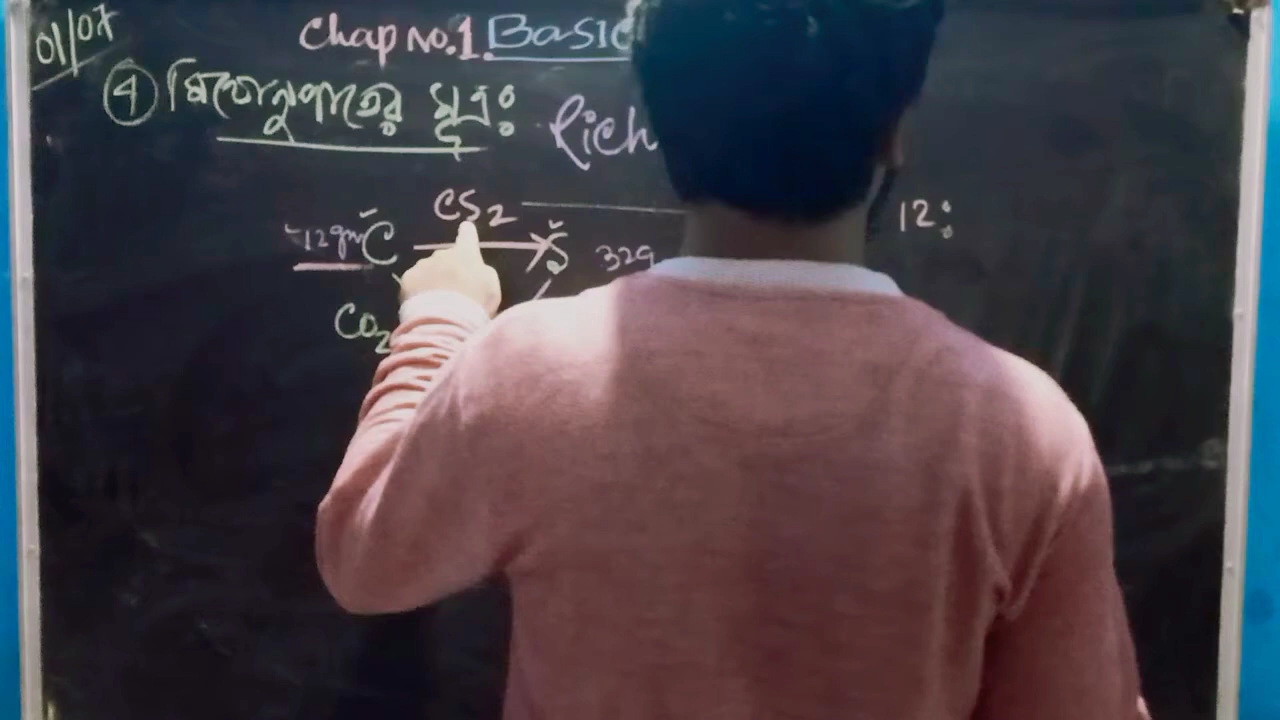 01/07
Chap No.1. Basic
④ মিথোনুপাতের সূত্রঃ Rich
CS₂
12gm C → S 32g
12:
CO₂